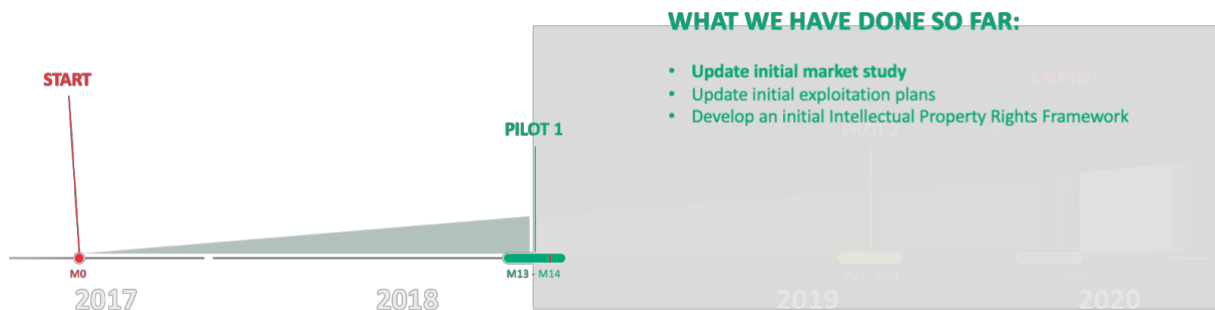 WHAT WE HAVE DONE SO FAR:
START
• Update initial market study
LAUNCH
• Update initial exploitation plans
• Develop an initial Intellectual Property Rights Framework
PILOT 1
PILOT 2
M0
M13 - M14
2017
2018
2019
2020